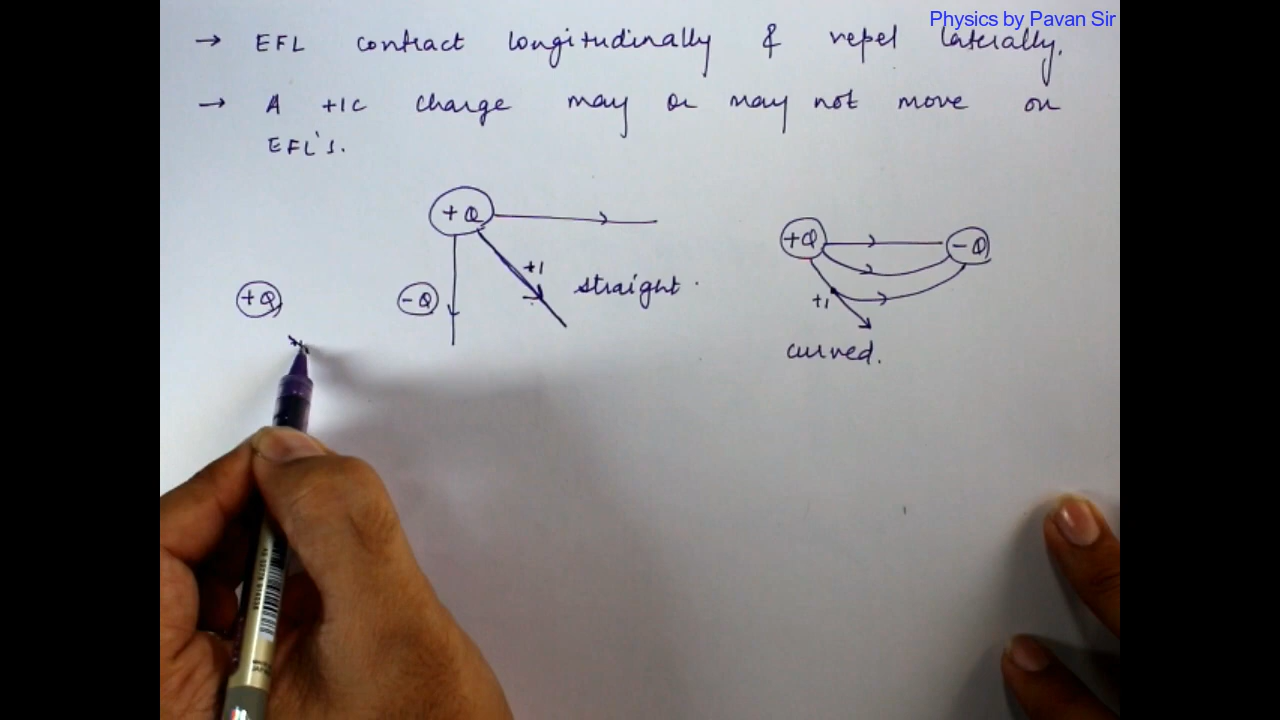 Physics by Pavan Sir
→ EFL contract longitudinally & repel laterally.
→ A +1C charge may or may not move on
EFL's.
+Q
+Q -Q
+1
straight
+Q -Q
+1
curved.